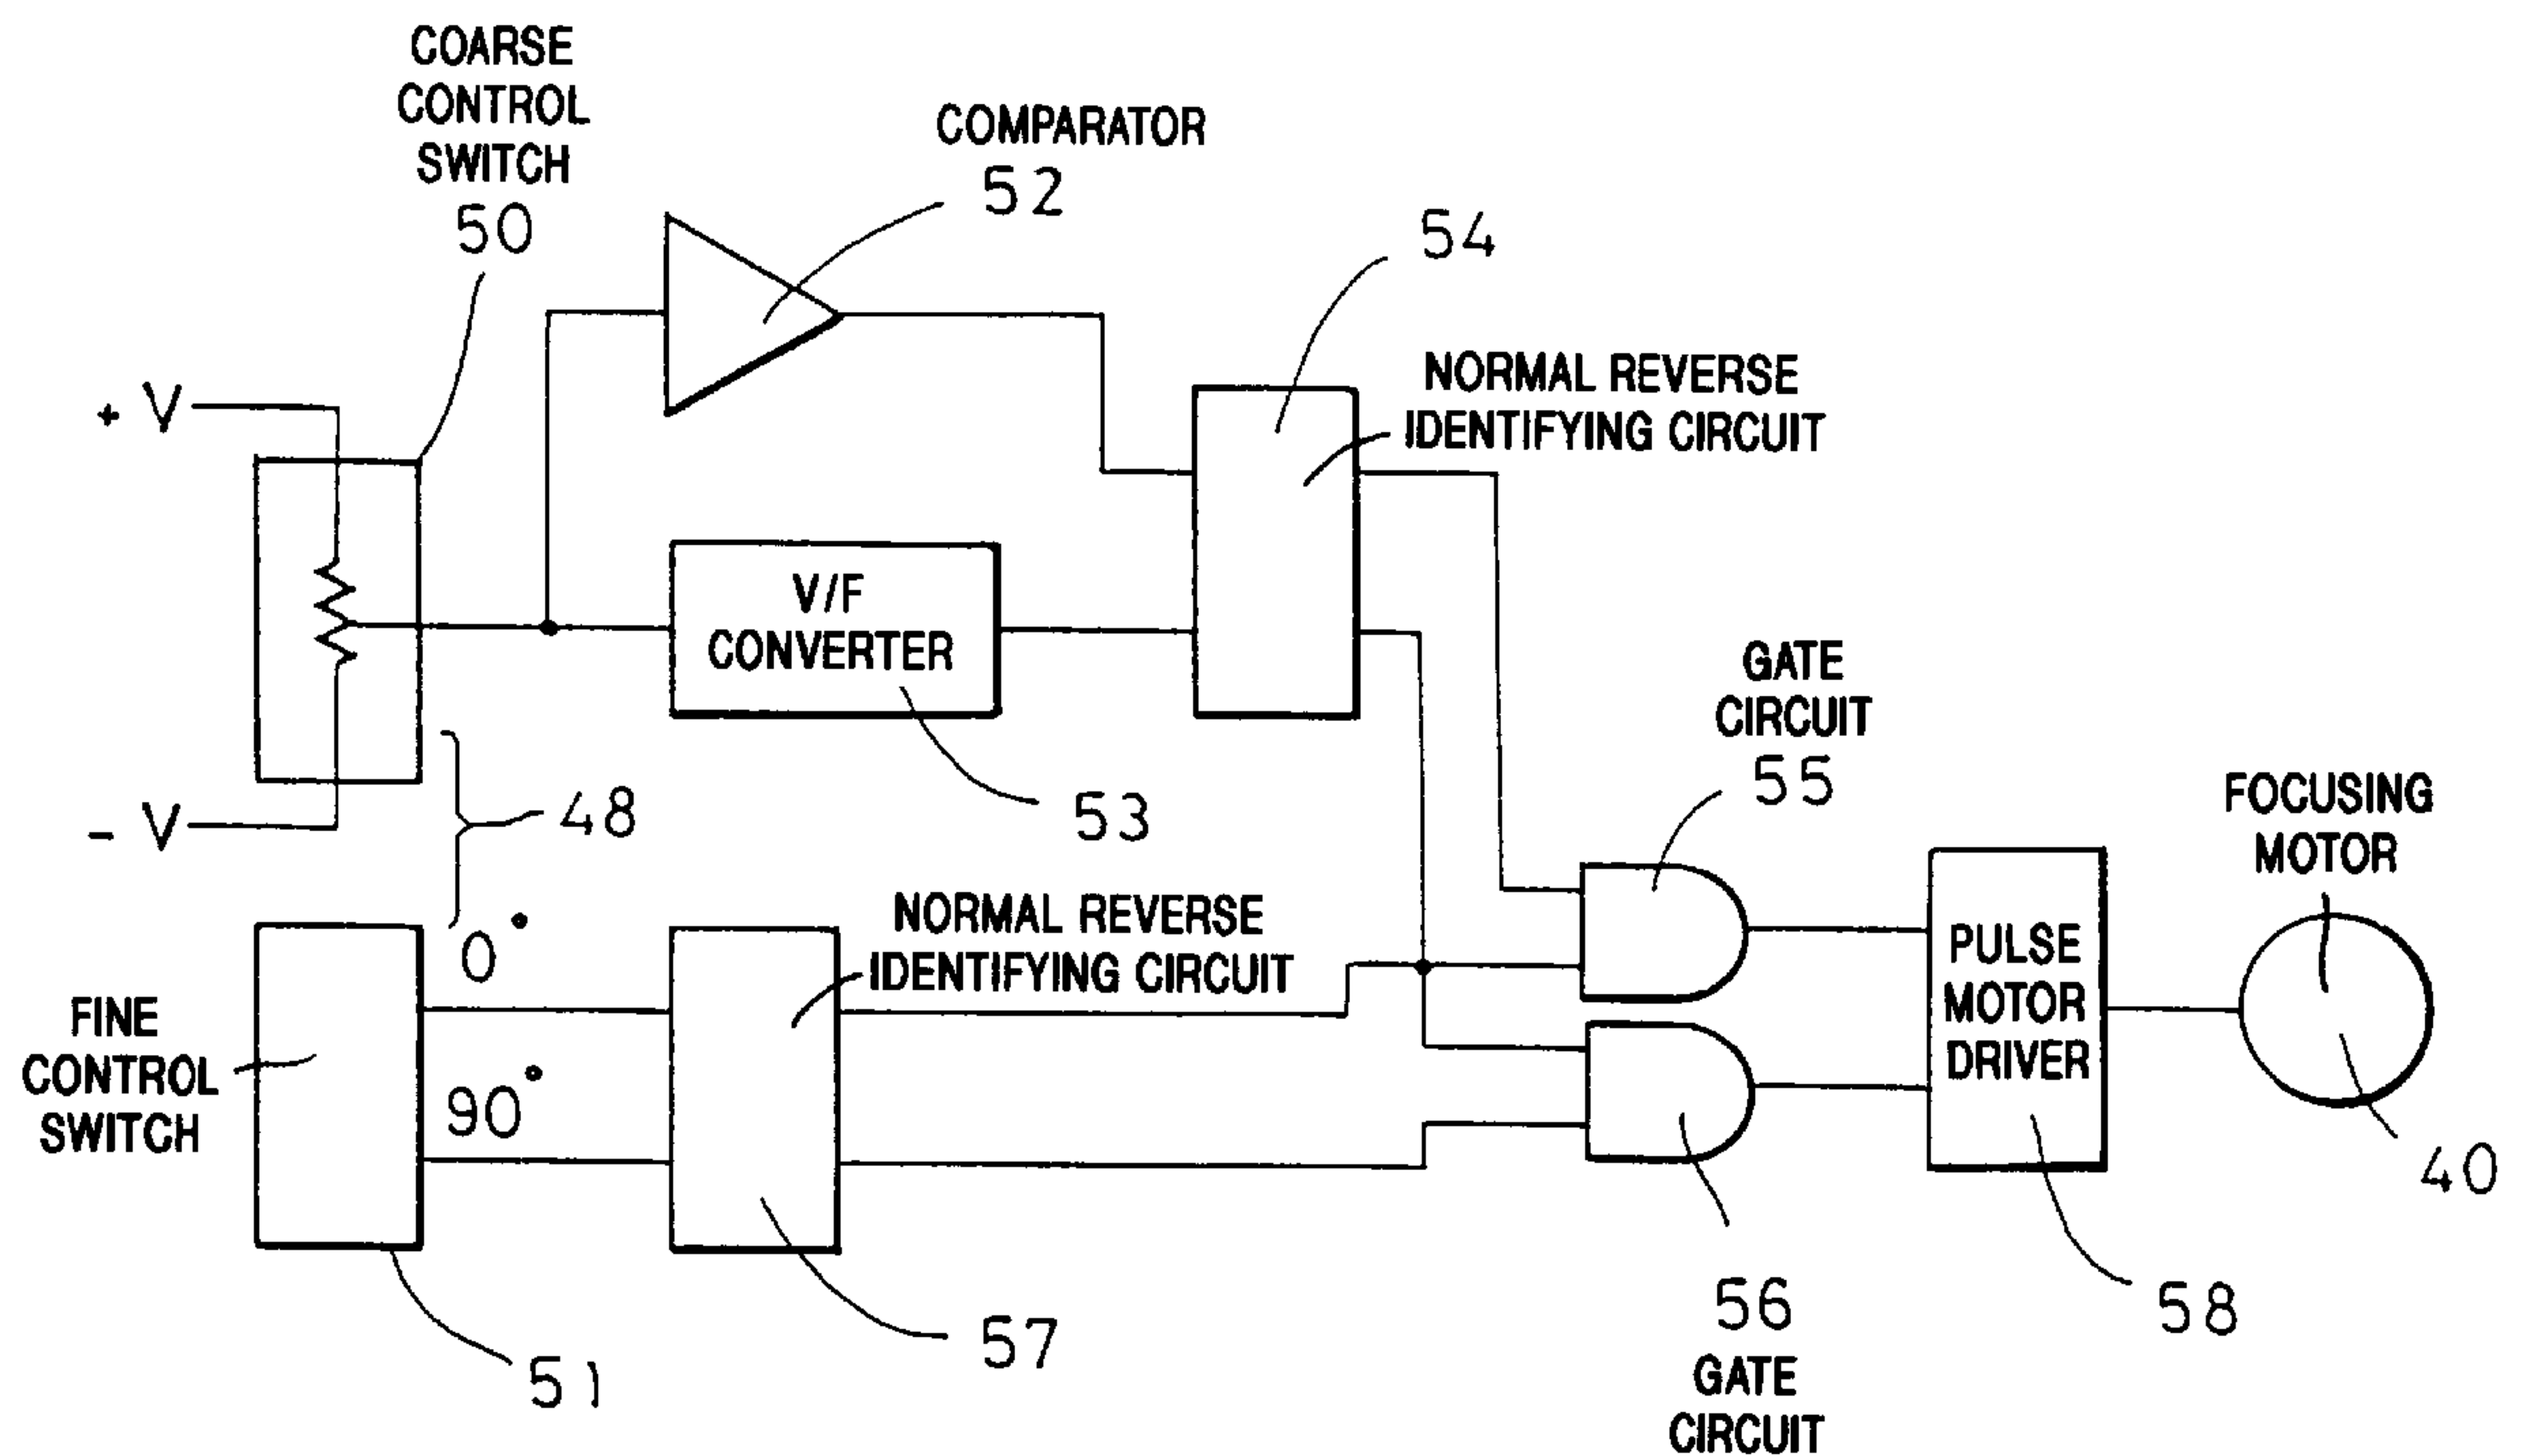 COARSE
CONTROL
SWITCH
50
COMPARATOR
52
54
NORMAL REVERSE
IDENTIFYING CIRCUIT
+ V
V/F
CONVERTER
53
- V
48
GATE
CIRCUIT
55
FOCUSING
MOTOR
40
NORMAL REVERSE
IDENTIFYING CIRCUIT
0°
90°
FINE
CONTROL
SWITCH
51
57
PULSE
MOTOR
DRIVER
58
56
GATE
CIRCUIT